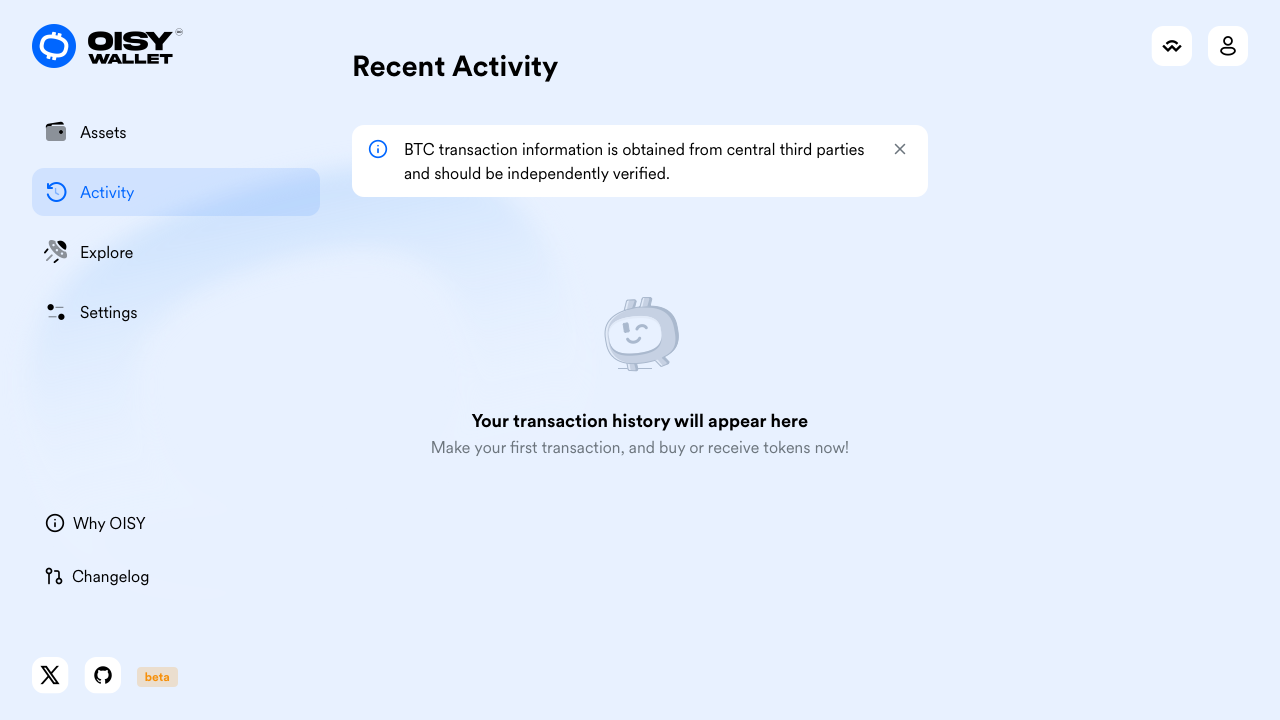 OISY
WALLET
Recent Activity
Assets
Activity
Explore
Settings
BTC transaction information is obtained from central third parties
and should be independently verified.
Your transaction history will appear here
Make your first transaction, and buy or receive tokens now!
Why OISY
Changelog
beta